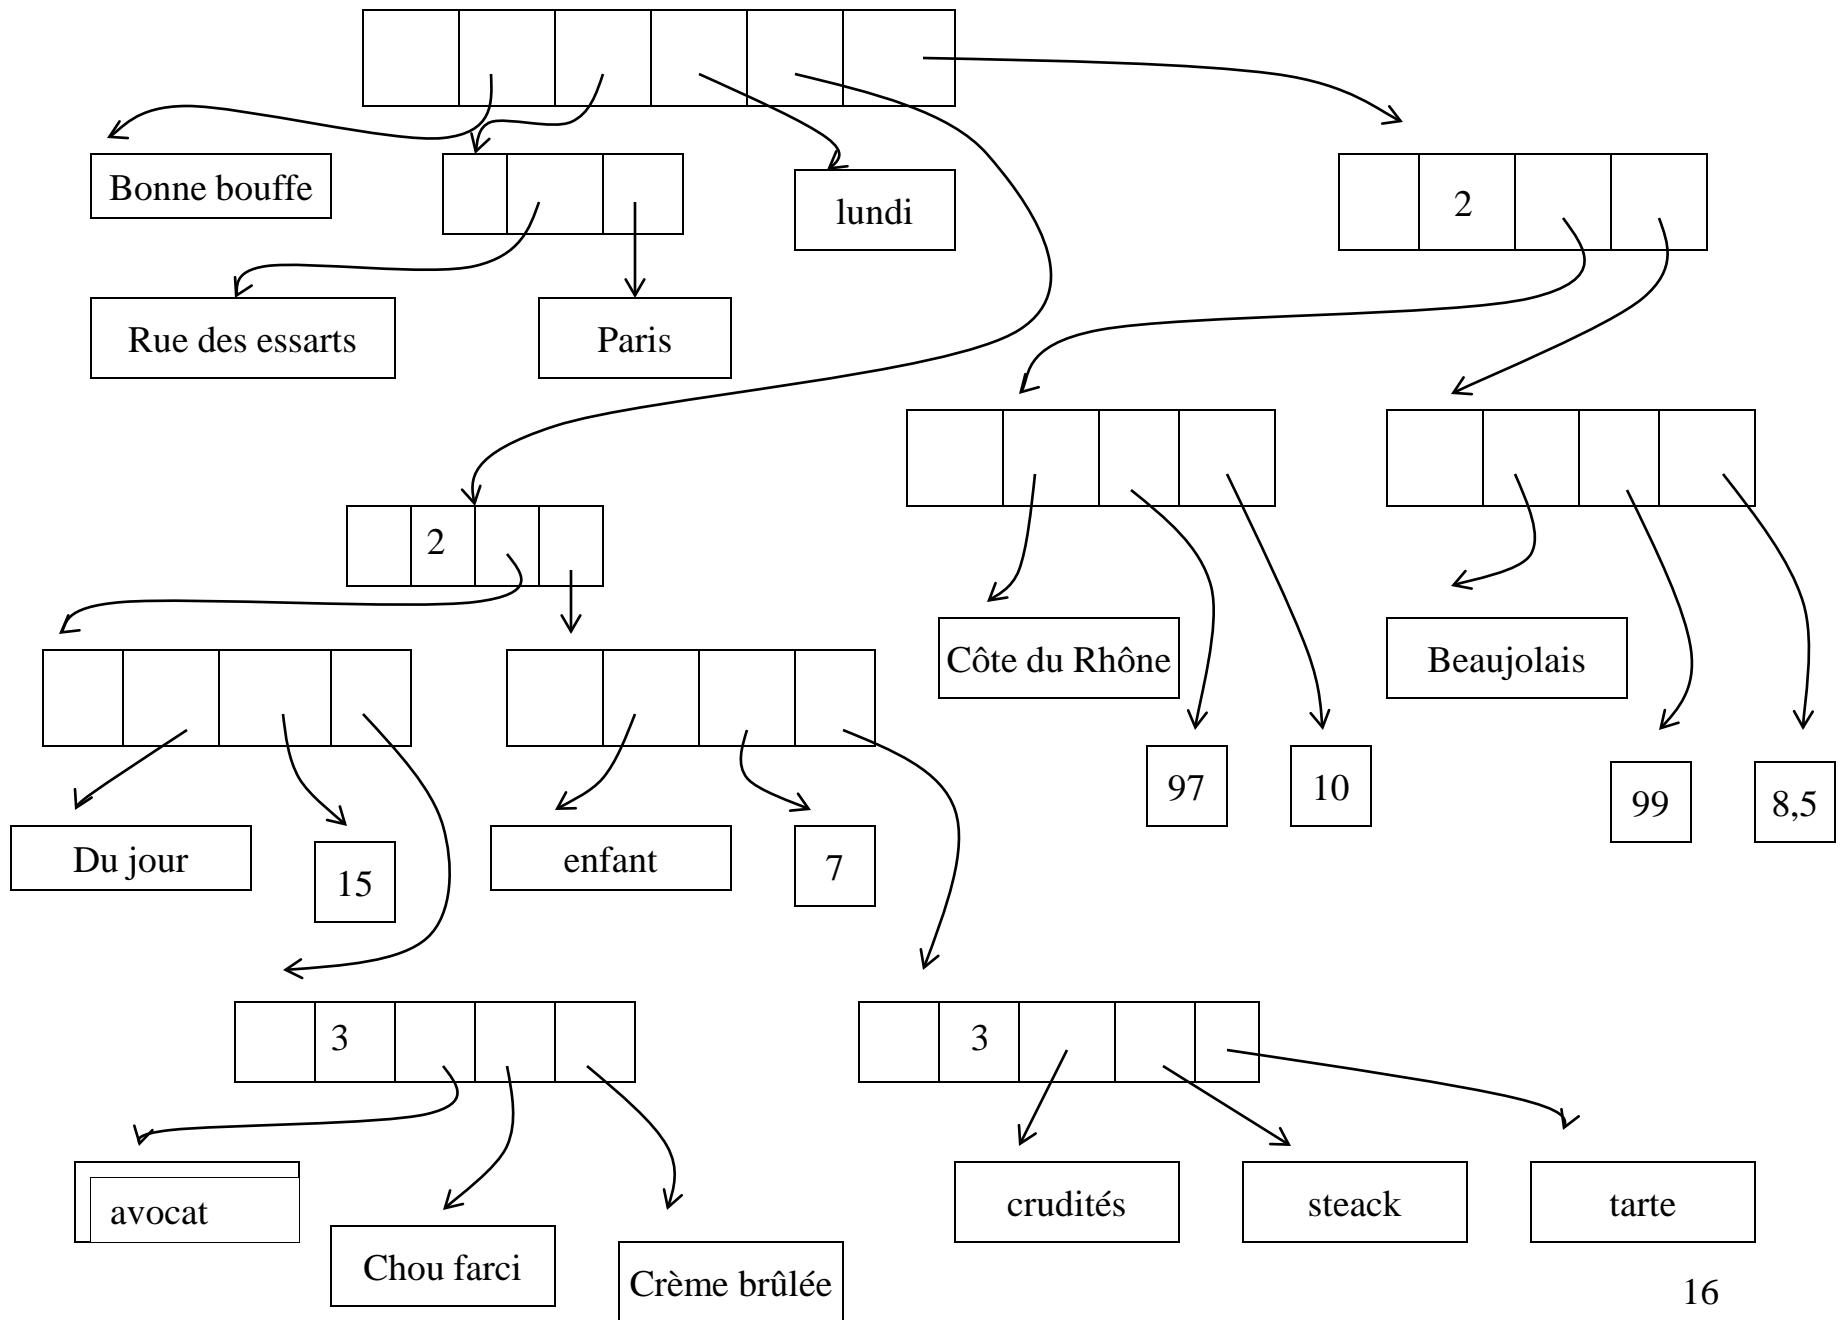 Bonne bouffe
lundi
2
Rue des essarts
Paris
2
Côte du Rhône
Beaujolais
97
10
99
8,5
Du jour
15
enfant
7
3
3
avocat
crudités
steack
tarte
Chou farci
Crème brûlée
16